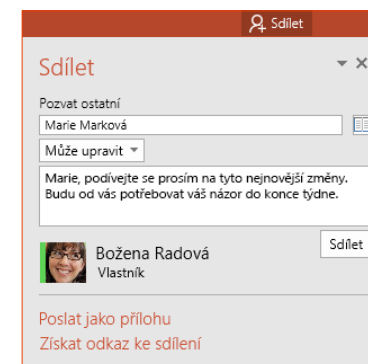 Sdílet
Sdílet
Pozvat ostatní
Marie Marková
Může upravit
Marie, podívejte se prosím na tyto nejnovější změny.
Budu od vás potřebovat váš názor do konce týdne.
Sdílet
Božena Radová
Vlastník
Poslat jako přílohu
Získat odkaz ke sdílení